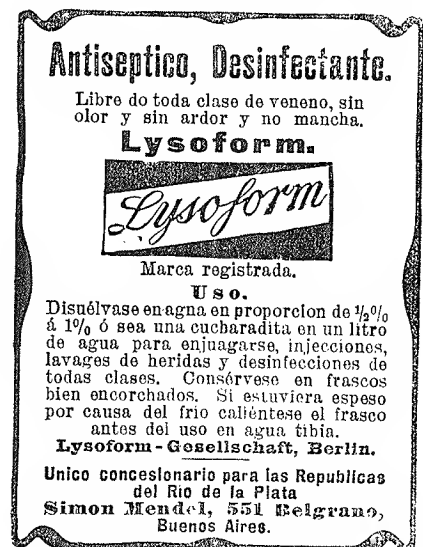 Antiseptico, Desinfectante.
Libre do toda clase de veneno, sin
olor y sin ardor y no mancha.
Lysoform.
Lysoform
Marca registrada.
Uso.
Disuélvase en agna en proporcion de ½%
á 1% ó sea una cucharadita en un litro
de agua para enjuagarse, injecciones,
lavages de heridas y desinfecciones de
todas clases. Consérvese en frascos
bien encorchados. Si estuviera espeso
por causa del frio caliéntese el frasco
antes del uso en agua tibia.
Lysoform-Gesellschaft, Berlin.
Unico concesionario para las Republicas
del Rio de la Plata
Simon Mendel, 551 Belgrano,
Buenos Aires.